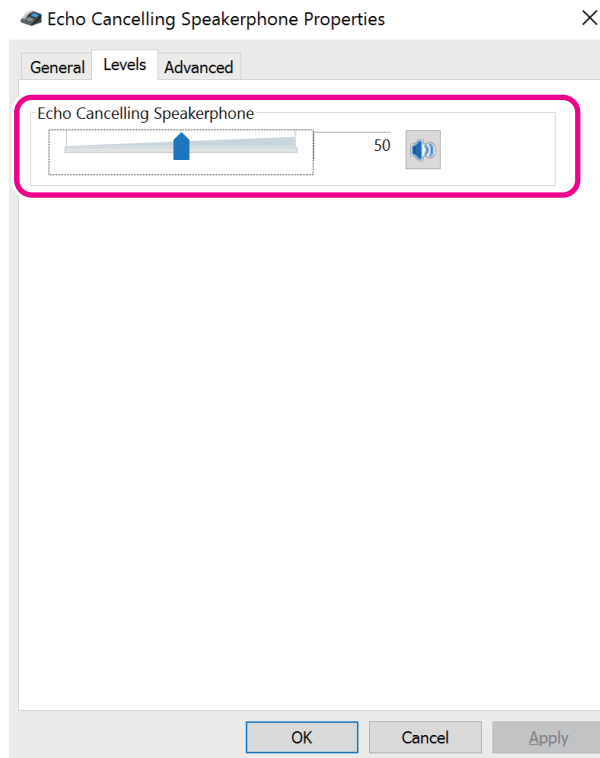 Echo Cancelling Speakerphone Properties
General Levels Advanced
Echo Cancelling Speakerphone
50
OK Cancel Apply